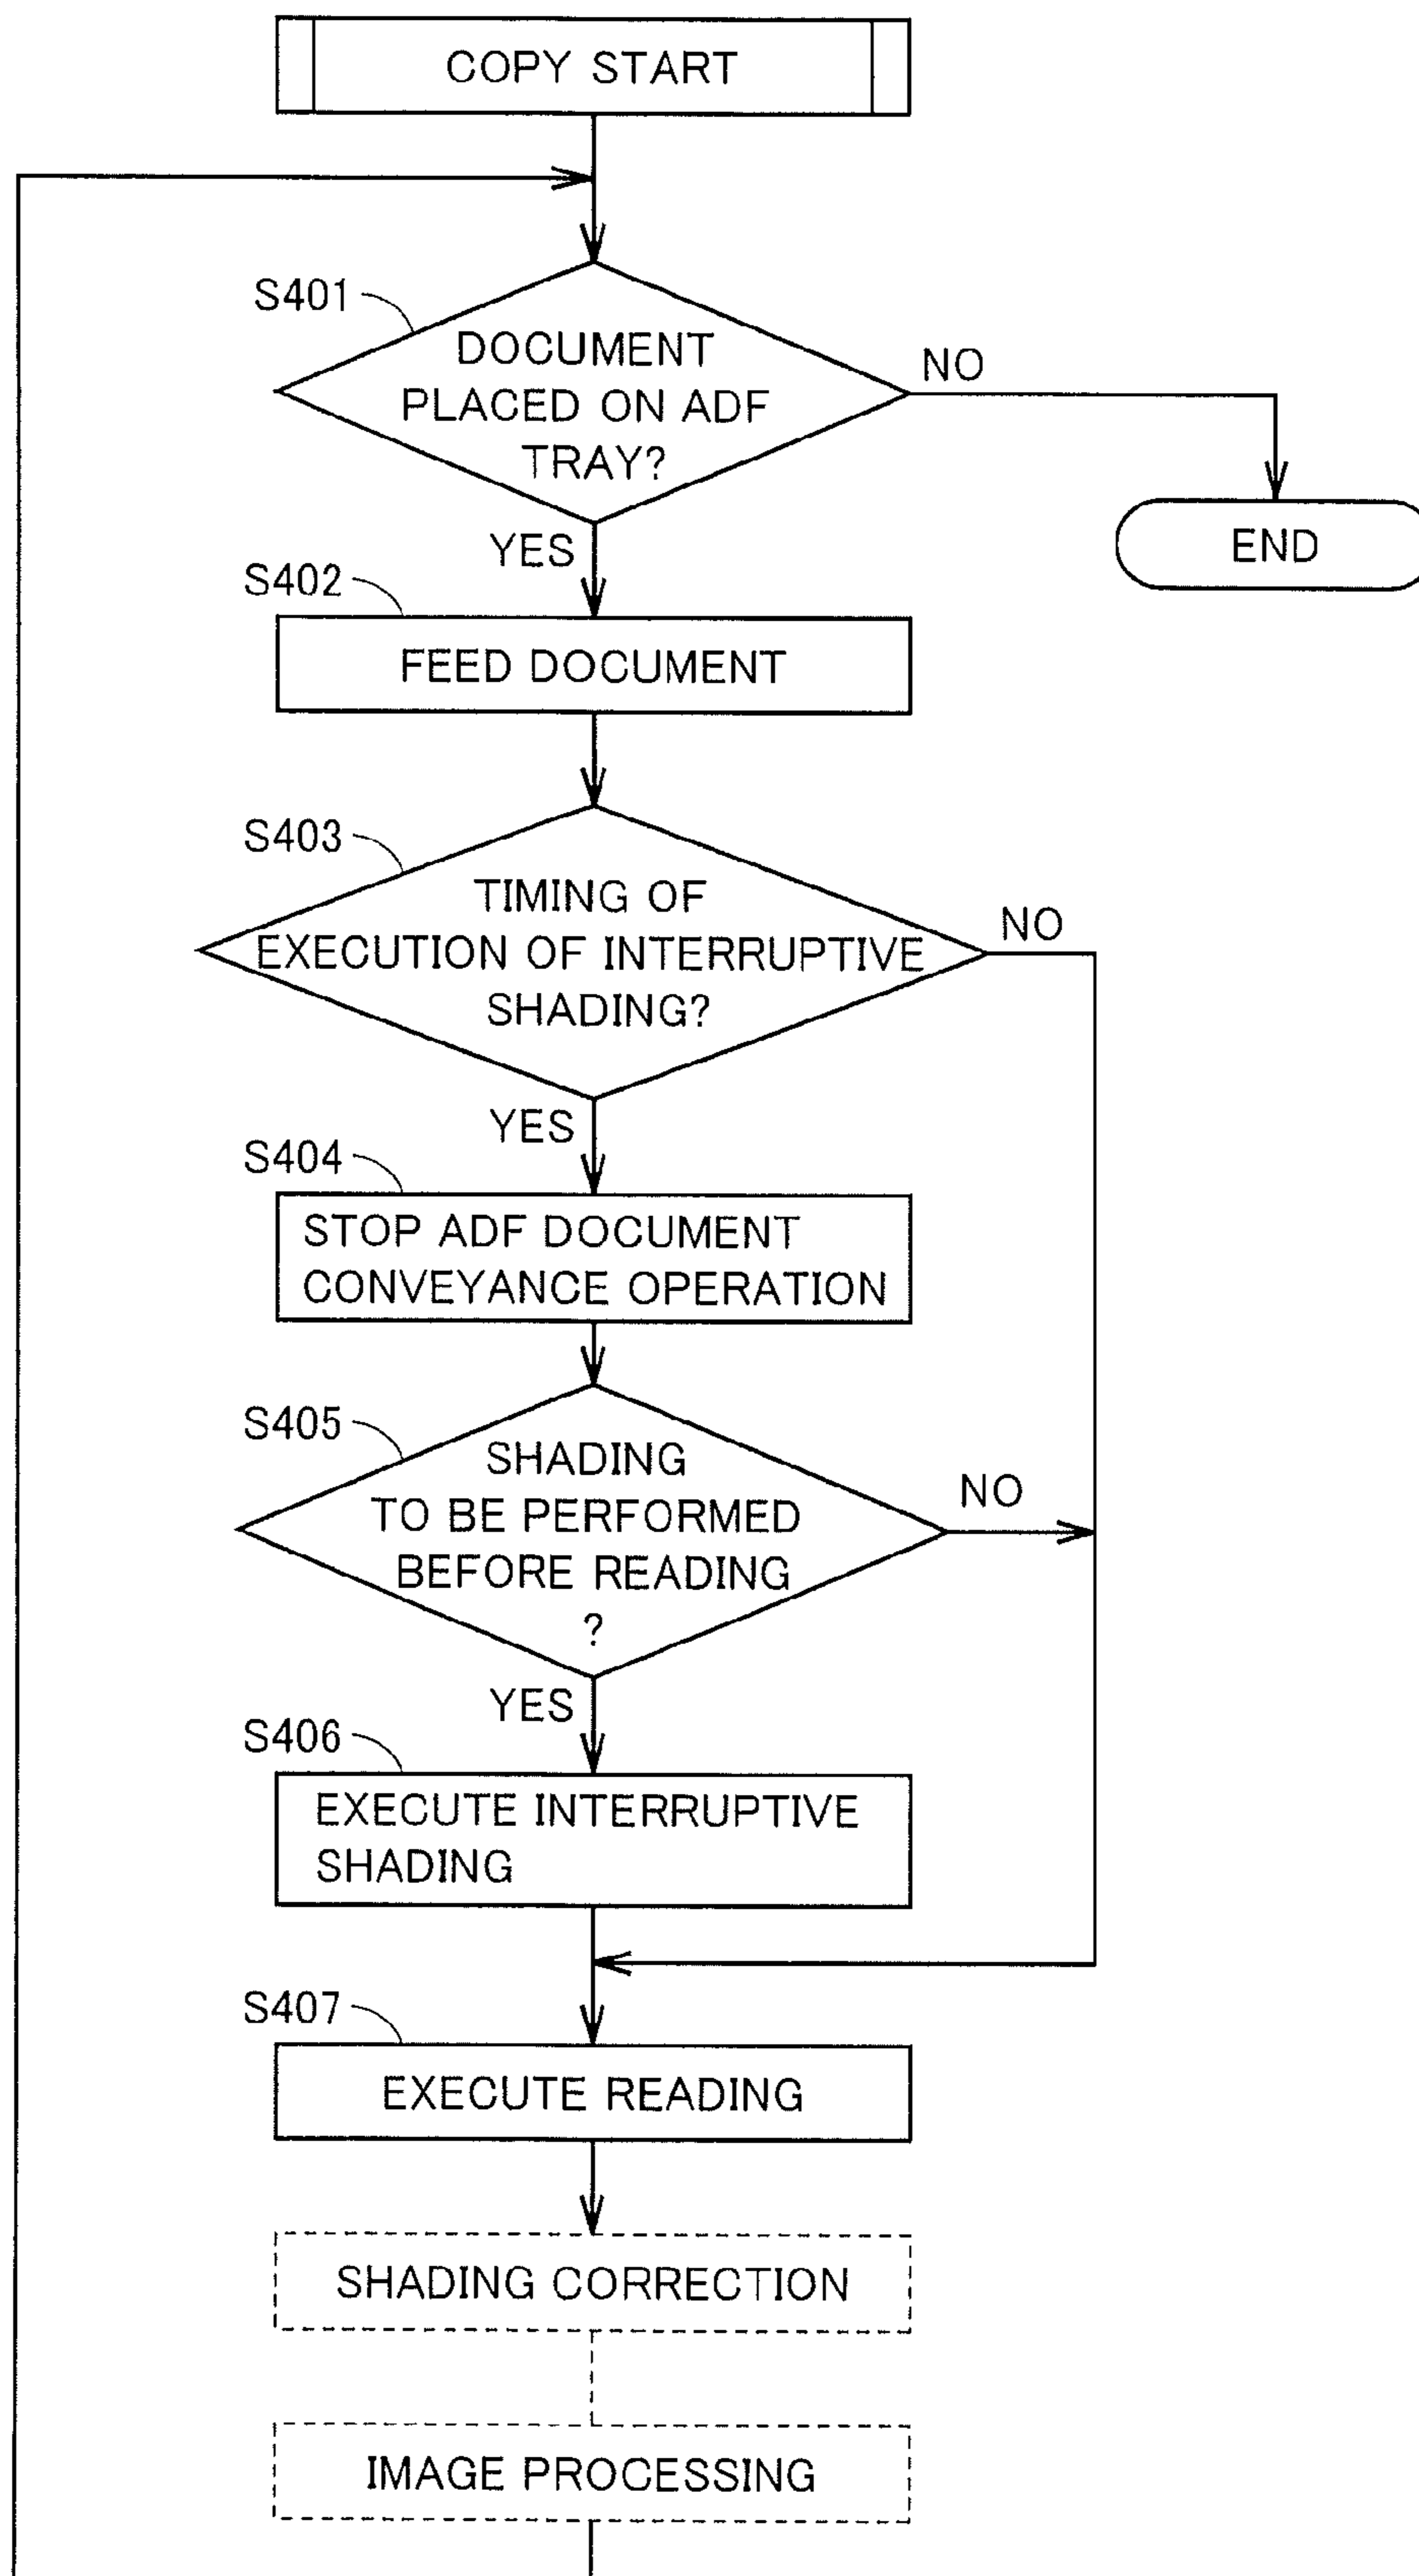 COPY START
S401
DOCUMENT
PLACED ON ADF
TRAY?
NO
END
YES
S402
FEED DOCUMENT
S403
TIMING OF
EXECUTION OF INTERRUPTIVE
SHADING?
NO
YES
S404
STOP ADF DOCUMENT
CONVEYANCE OPERATION
S405
SHADING
TO BE PERFORMED
BEFORE READING
?
NO
YES
S406
EXECUTE INTERRUPTIVE
SHADING
S407
EXECUTE READING
SHADING CORRECTION
IMAGE PROCESSING